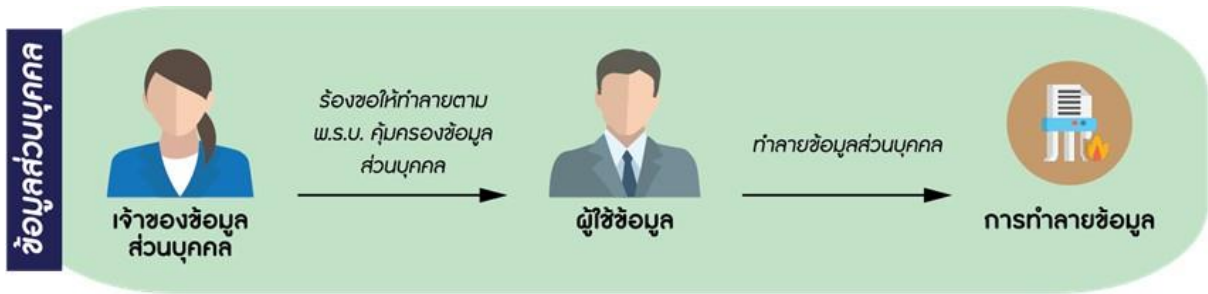 ข้อมูลส่วนบุคคล
ร้องขอให้ทำลายตาม
พ.ร.บ. คุ้มครองข้อมูล
ส่วนบุคคล
ทำลายข้อมูลส่วนบุคคล
เจ้าของข้อมูล
ส่วนบุคคล
ผู้ใช้ข้อมูล
การทำลายข้อมูล